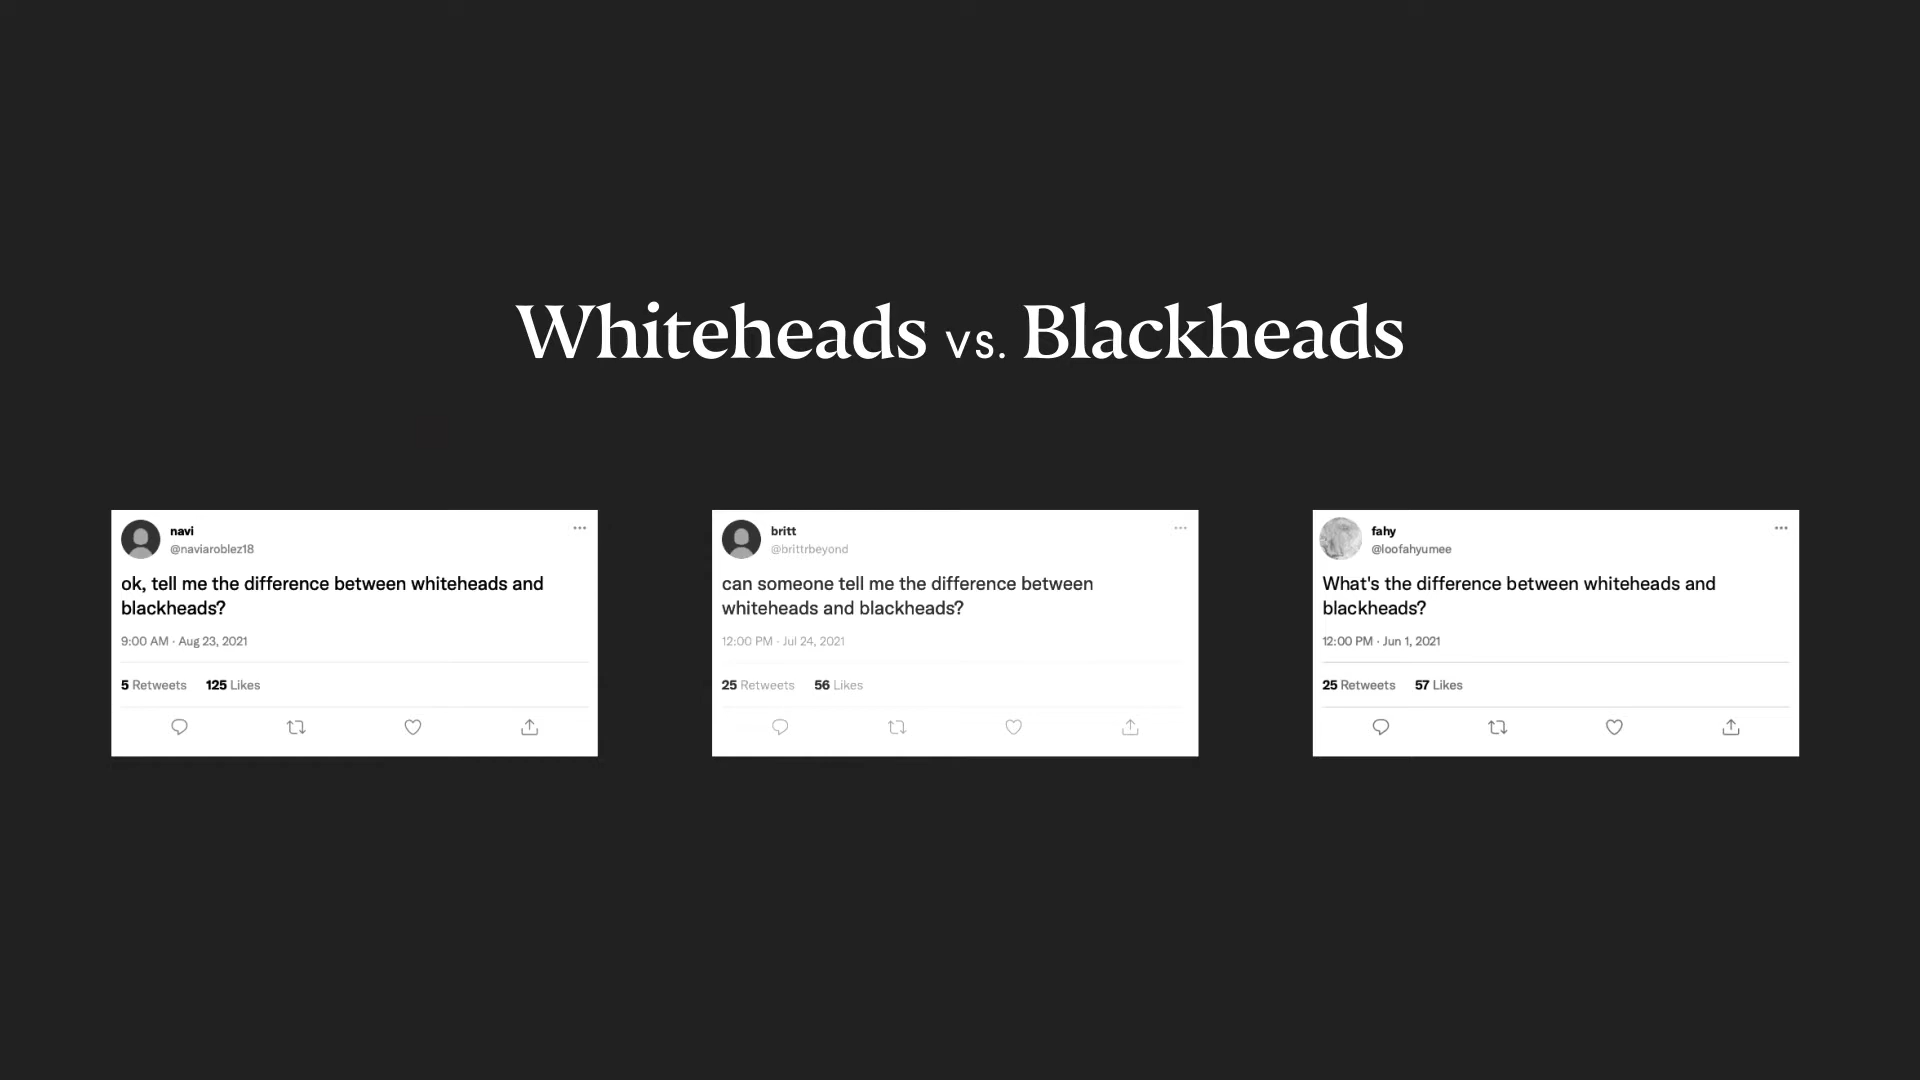 Whiteheads vs. Blackheads
navi
@naviaroblez18
ok, tell me the difference between whiteheads and
blackheads?
9:00 AM · Aug 23, 2021
5 Retweets 125 Likes
britt
@brittrbeyond
can someone tell me the difference between
whiteheads and blackheads?
12:00 PM · Jul 24, 2021
25 Retweets 56 Likes
fahy
@loofahyumee
What's the difference between whiteheads and
blackheads?
12:00 PM · Jun 1, 2021
25 Retweets 57 Likes